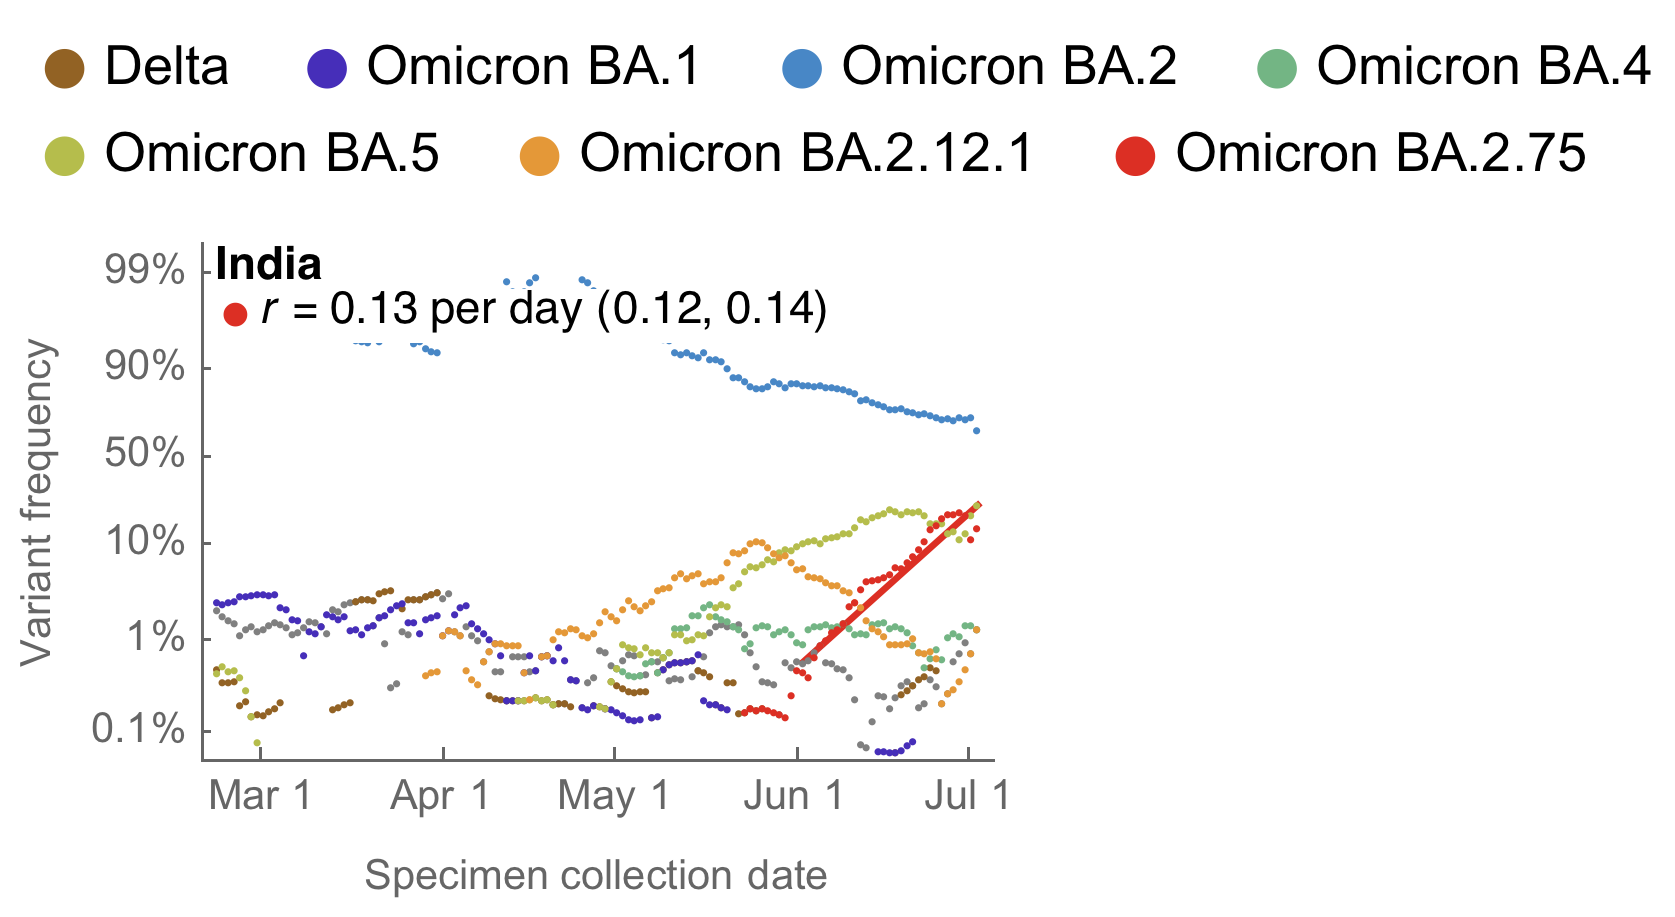 Delta Omicron BA.1 Omicron BA.2 Omicron BA.4
Omicron BA.5 Omicron BA.2.12.1 Omicron BA.2.75
India
r = 0.13 per day (0.12, 0.14)
Variant frequency
99%
90%
50%
10%
1%
0.1%
Mar 1 Apr 1 May 1 Jun 1 Jul 1
Specimen collection date